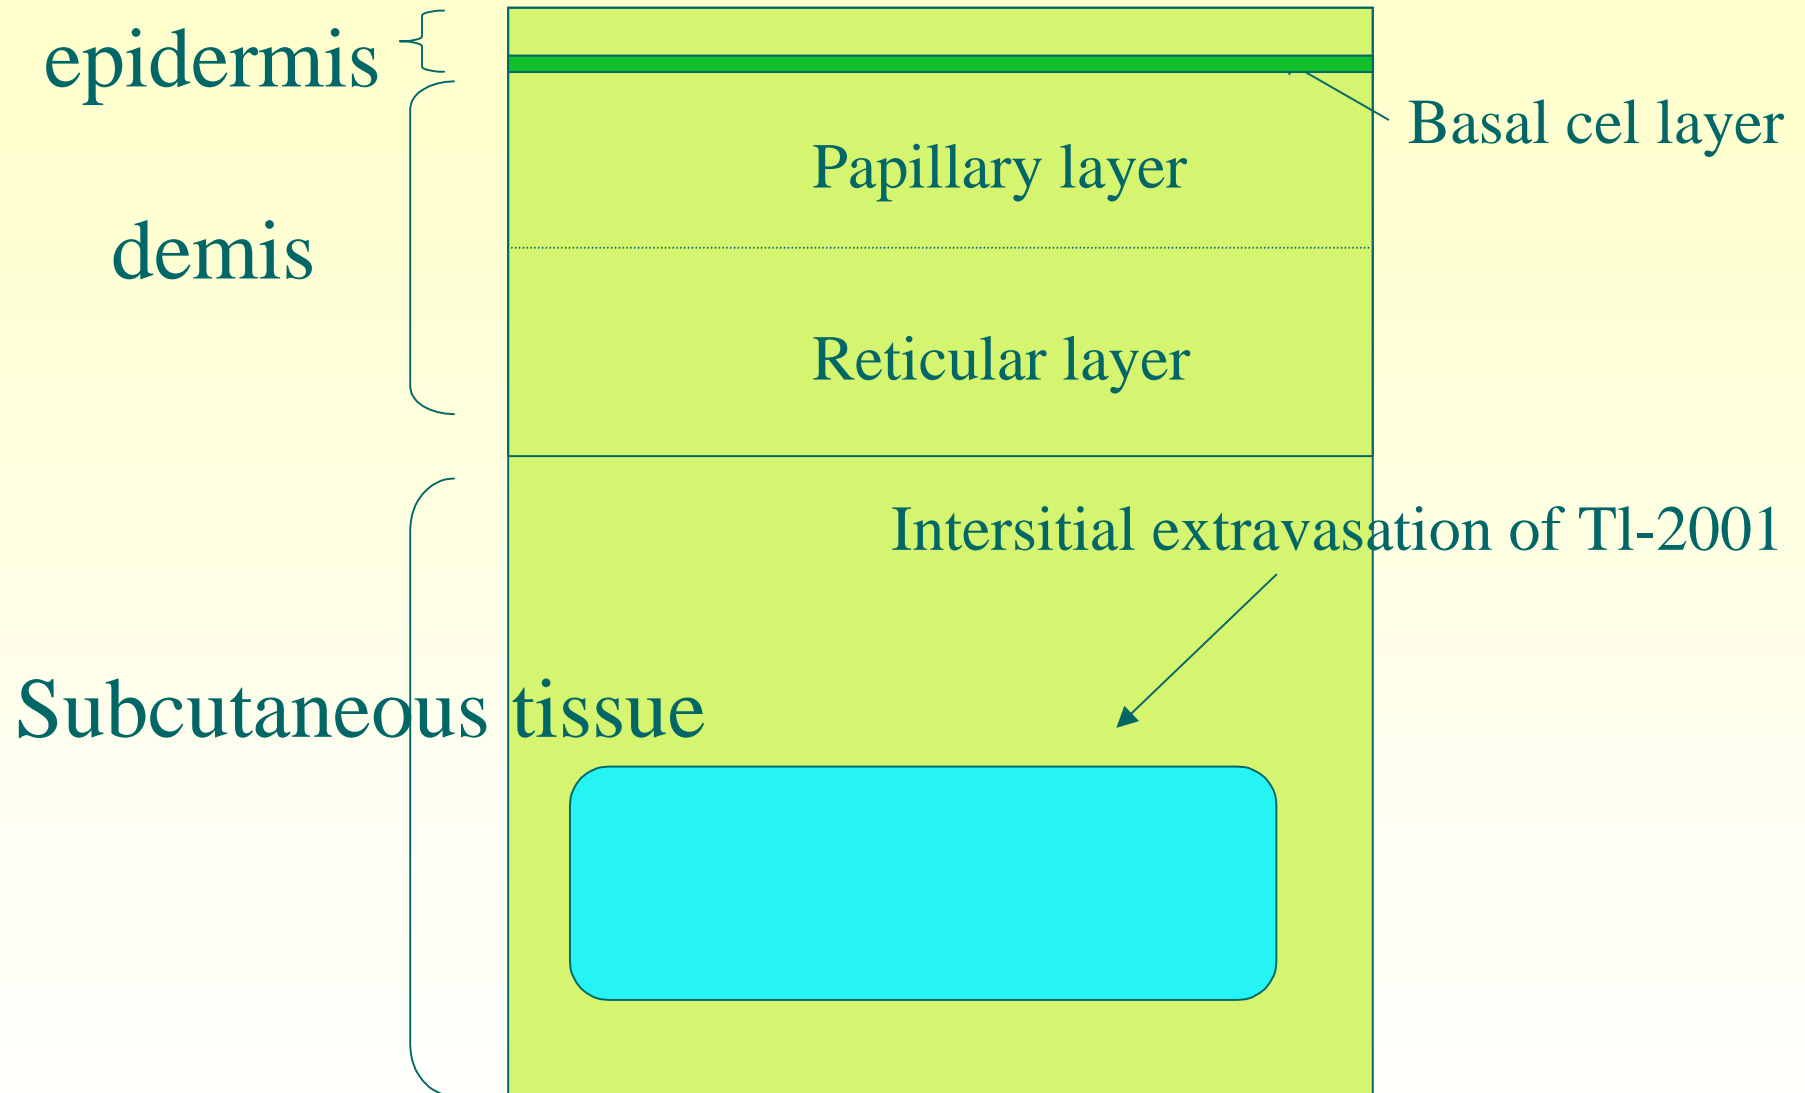 epidermis
Basal cel layer
Papillary layer
demis
Reticular layer
Intersitial extravasation of Tl-2001
Subcutaneous tissue